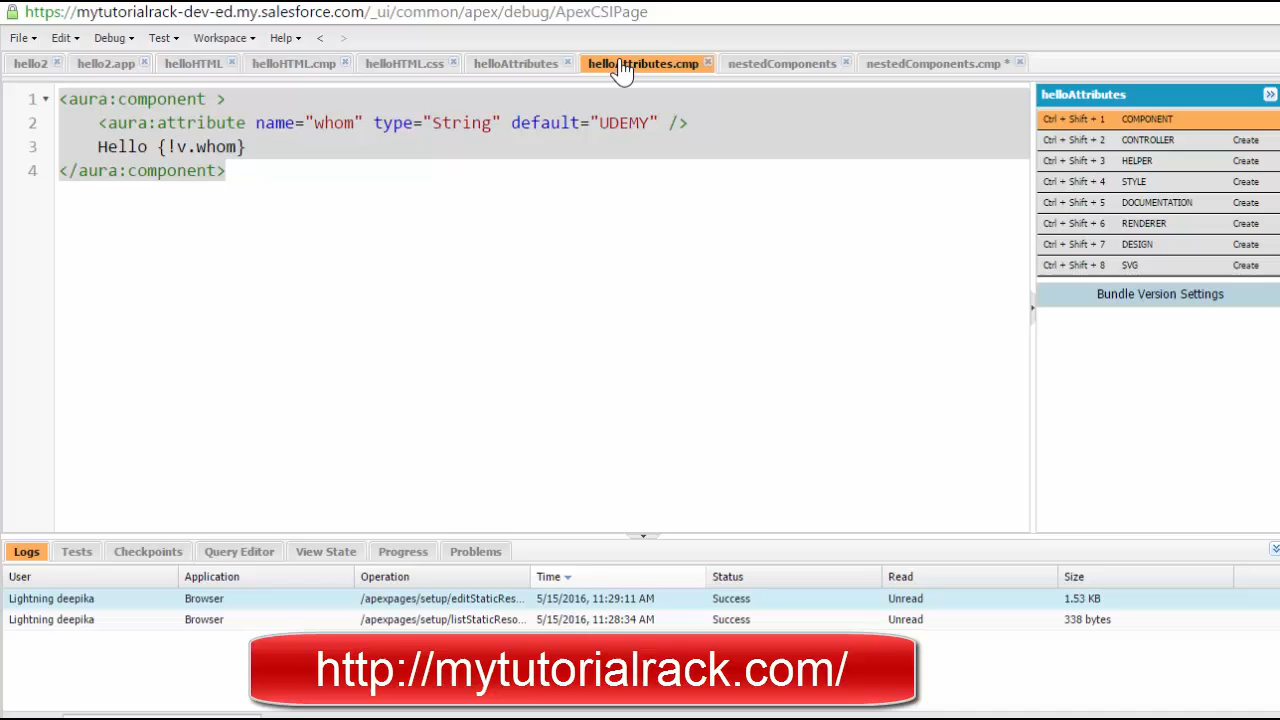 https://mytutorialrack-dev-ed.my.salesforce.com/_ui/common/apex/debug/ApexCSIPage
File Edit Debug Test Workspace Help < >
hello2 hello2.app helloHTML helloHTML.cmp helloHTML.css helloAttributes helloAttributes.cmp nestedComponents nestedComponents.cmp *
1 <aura:component >
2 <aura:attribute name="whom" type="String" default="UDEMY" />
3 Hello {!v.whom}
4 </aura:component>
helloAttributes
Ctrl + Shift + 1 COMPONENT
Ctrl + Shift + 2 CONTROLLER Create
Ctrl + Shift + 3 HELPER Create
Ctrl + Shift + 4 STYLE Create
Ctrl + Shift + 5 DOCUMENTATION Create
Ctrl + Shift + 6 RENDERER Create
Ctrl + Shift + 7 DESIGN Create
Ctrl + Shift + 8 SVG Create
Bundle Version Settings
Logs Tests Checkpoints Query Editor View State Progress Problems
User Application Operation Time Status Read Size
Lightning deepika Browser /apexpages/setup/editStaticRes... 5/15/2016, 11:29:11 AM Success Unread 1.53 KB
Lightning deepika Browser /apexpages/setup/listStaticReso... 5/15/2016, 11:28:34 AM Success Unread 338 bytes
http://mytutorialrack.com/